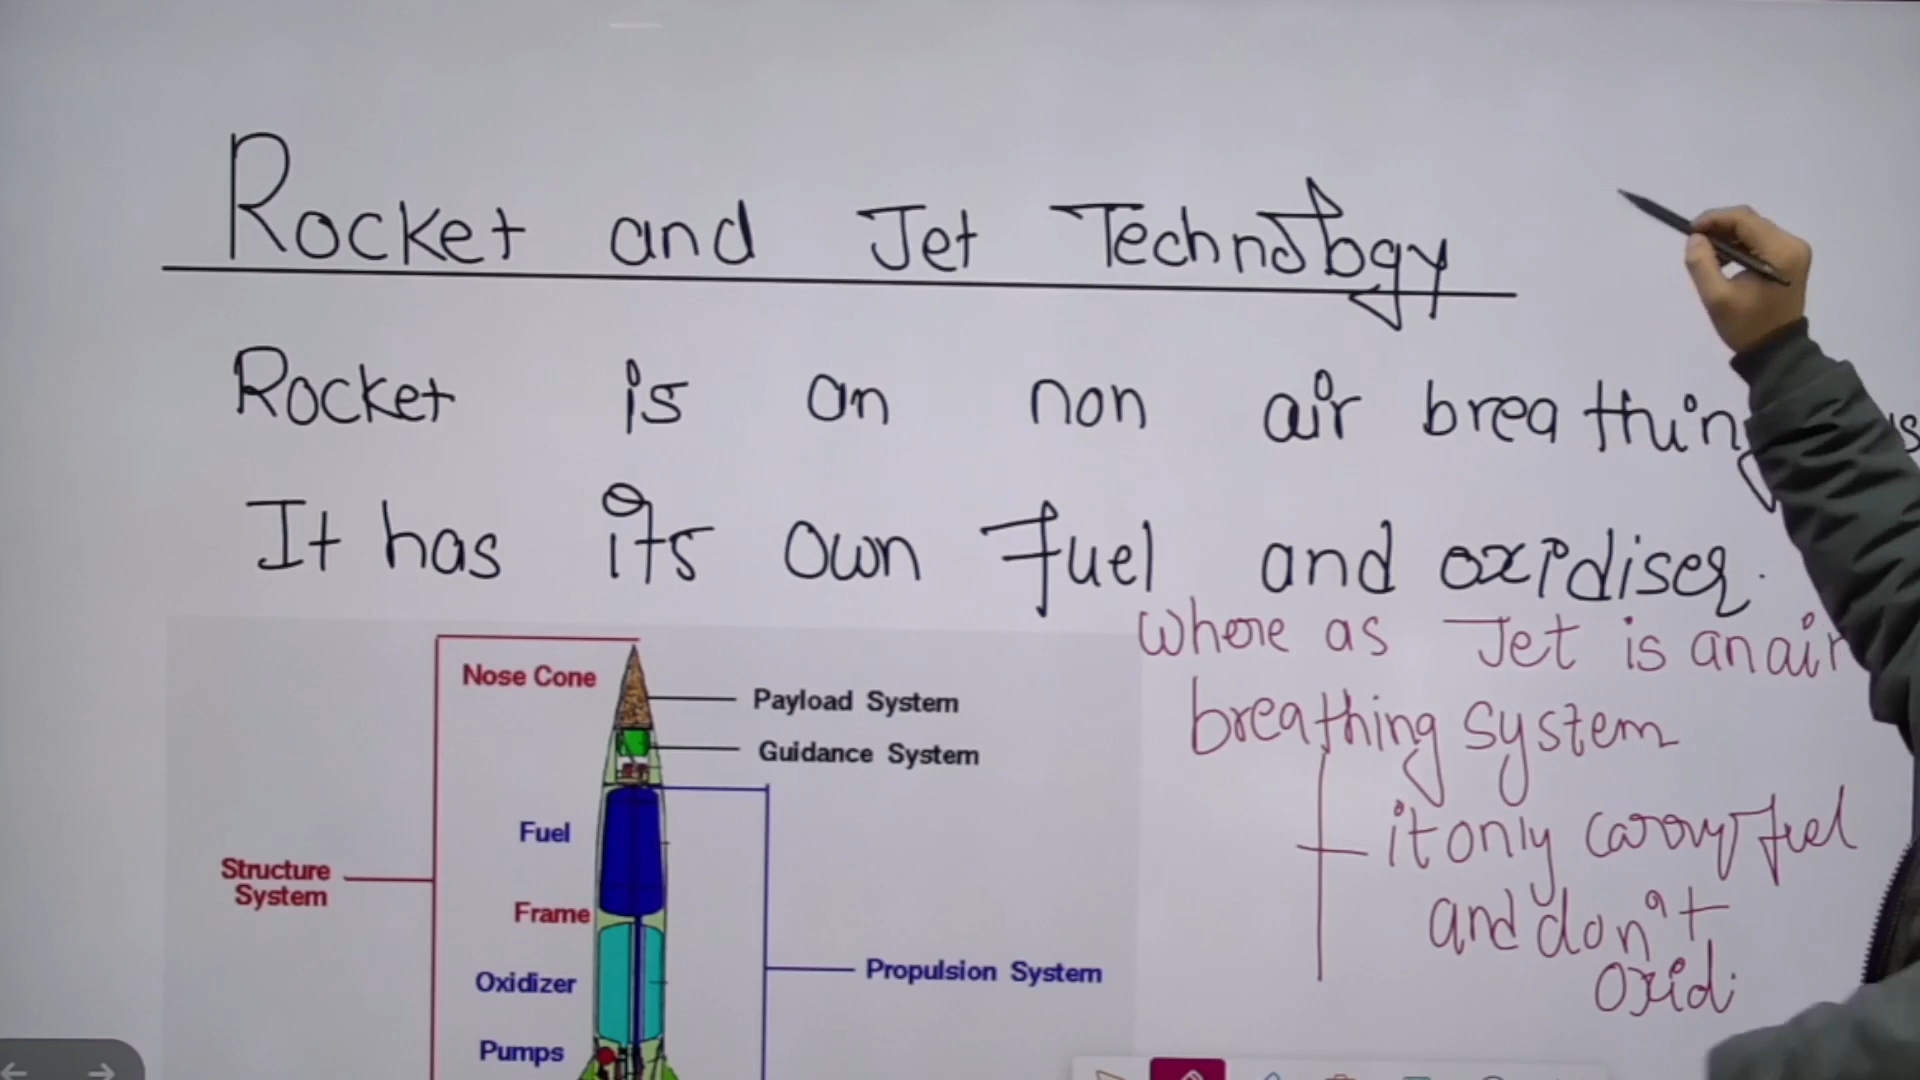 Rocket and Jet Technology
Rocket is an non air breathing
It has its own fuel and oxidiser.
where as Jet is an air
breathing system
it only carry fuel
and don't
oxidi
Nose Cone
Payload System
Guidance System
Fuel
Structure
System
Frame
Propulsion System
Oxidizer
Pumps